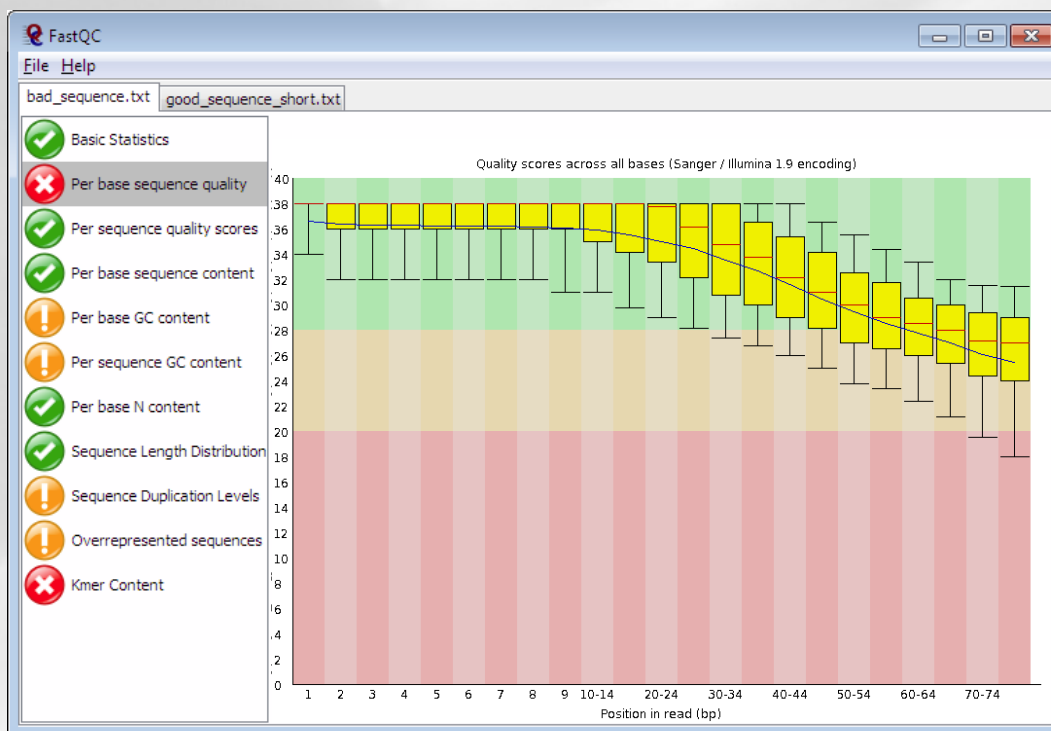 FastQC
File Help
bad_sequence.txt good_sequence_short.txt
Basic Statistics
Per base sequence quality
Per sequence quality scores
Per base sequence content
Per base GC content
Per sequence GC content
Per base N content
Sequence Length Distribution
Sequence Duplication Levels
Overrepresented sequences
Kmer Content
Quality scores across all bases (Sanger / Illumina 1.9 encoding)
40
38
36
34
32
30
28
26
24
22
20
18
16
14
12
10
8
6
4
2
0
1 2 3 4 5 6 7 8 9 10-14 20-24 30-34 40-44 50-54 60-64 70-74
Position in read (bp)